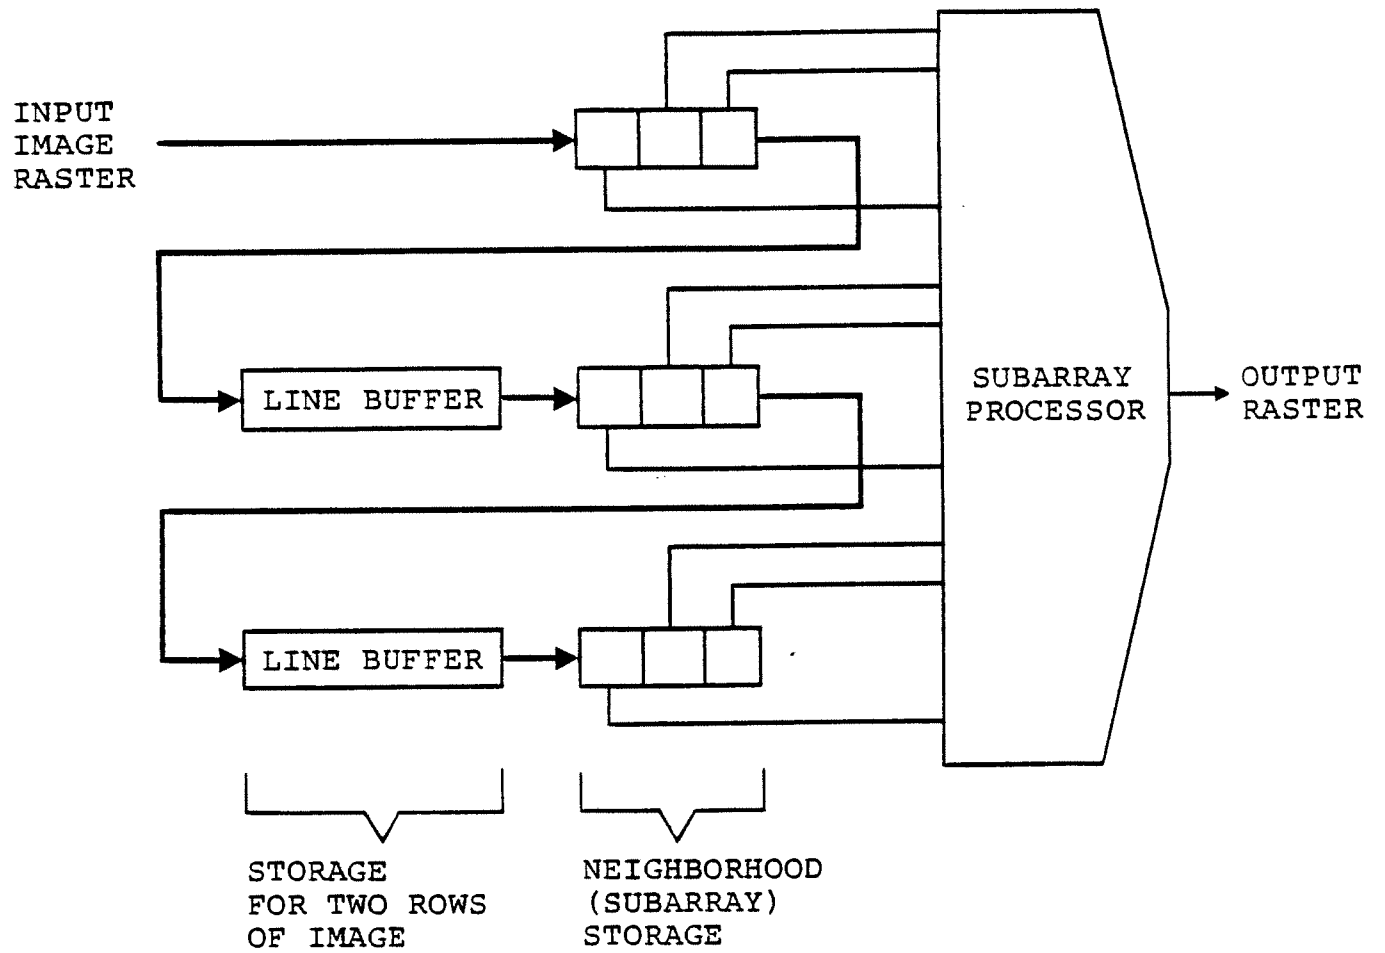 INPUT
IMAGE
RASTER
LINE BUFFER
SUBARRAY
PROCESSOR
OUTPUT
RASTER
LINE BUFFER
STORAGE
FOR TWO ROWS
OF IMAGE
NEIGHBORHOOD
(SUBARRAY)
STORAGE